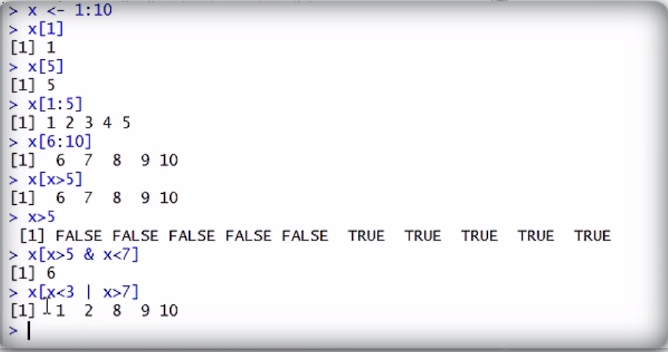 > x <- 1:10
> x[1]
[1] 1
> x[5]
[1] 5
> x[1:5]
[1] 1 2 3 4 5
> x[6:10]
[1]  6  7  8  9 10
> x[x>5]
[1]  6  7  8  9 10
> x>5
 [1] FALSE FALSE FALSE FALSE FALSE  TRUE  TRUE  TRUE  TRUE  TRUE
> x[x>5 & x<7]
[1] 6
> x[x<3 | x>7]
[1]  1  2  8  9 10
>